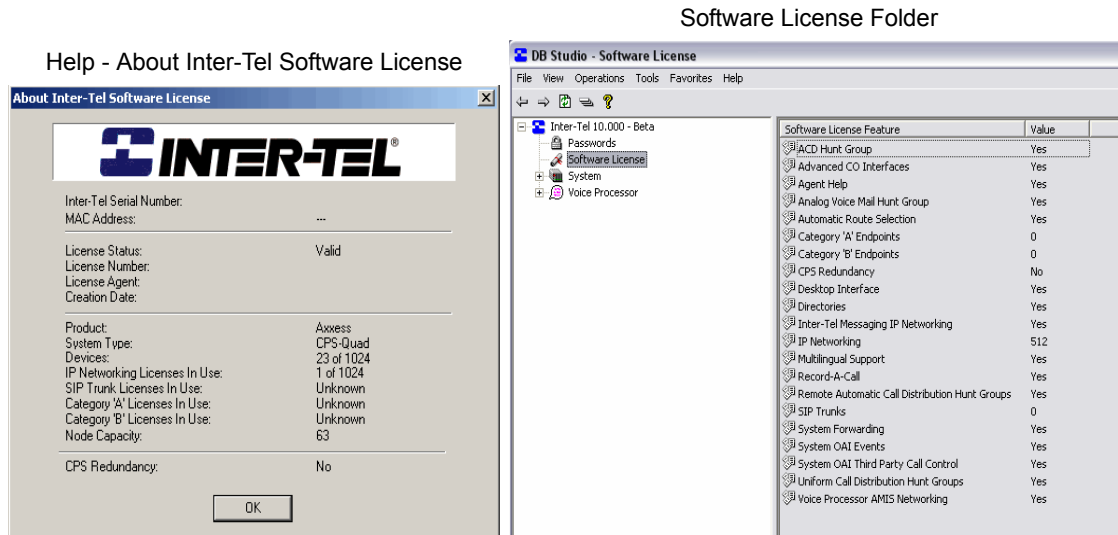 Software License Folder
Help - About Inter-Tel Software License
About Inter-Tel Software License
INTER-TEL®
Inter-Tel Serial Number:
MAC Address: ---
License Status: Valid
License Number:
License Agent:
Creation Date:
Product: Axxess
System Type: CPS-Quad
Devices: 23 of 1024
IP Networking Licenses In Use: 1 of 1024
SIP Trunk Licenses In Use: Unknown
Category 'A' Licenses In Use: Unknown
Category 'B' Licenses In Use: Unknown
Node Capacity: 63
CPS Redundancy: No
OK
DB Studio - Software License
File View Operations Tools Favorites Help
Inter-Tel 10.000 - Beta
Passwords
Software License
System
Voice Processor
Software License Feature Value
ACD Hunt Group Yes
Advanced CO Interfaces Yes
Agent Help Yes
Analog Voice Mail Hunt Group Yes
Automatic Route Selection Yes
Category 'A' Endpoints 0
Category 'B' Endpoints 0
CPS Redundancy No
Desktop Interface Yes
Directories Yes
Inter-Tel Messaging IP Networking Yes
IP Networking 512
Multilingual Support Yes
Record-A-Call Yes
Remote Automatic Call Distribution Hunt Groups Yes
SIP Trunks 0
System Forwarding Yes
System OAI Events Yes
System OAI Third Party Call Control Yes
Uniform Call Distribution Hunt Groups Yes
Voice Processor AMIS Networking Yes